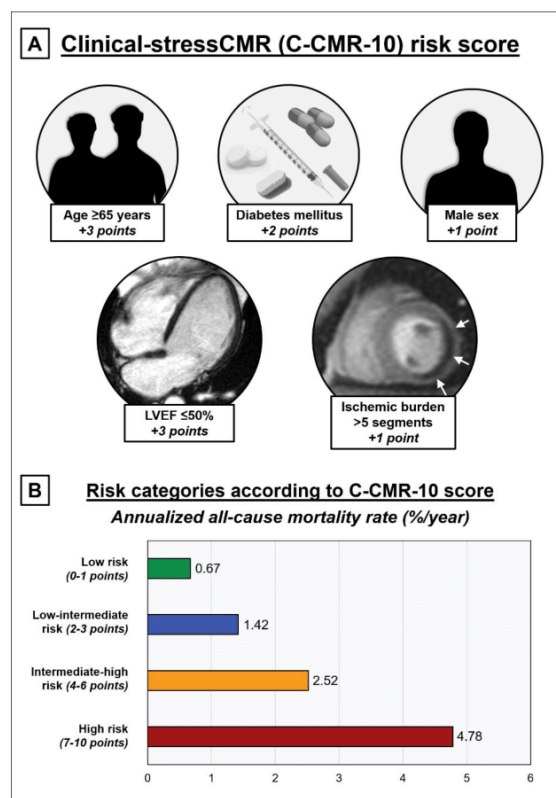 A Clinical-stressCMR (C-CMR-10) risk score
Age ≥65 years
+3 points
Diabetes mellitus
+2 points
Male sex
+1 point
LVEF ≤50%
+3 points
Ischemic burden
>5 segments
+1 point
B Risk categories according to C-CMR-10 score
Annualized all-cause mortality rate (%/year)
Low risk
(0-1 points)
0.67
Low-intermediate
risk (2-3 points)
1.42
Intermediate-high
risk (4-6 points)
2.52
High risk
(7-10 points)
4.78
0 1 2 3 4 5 6